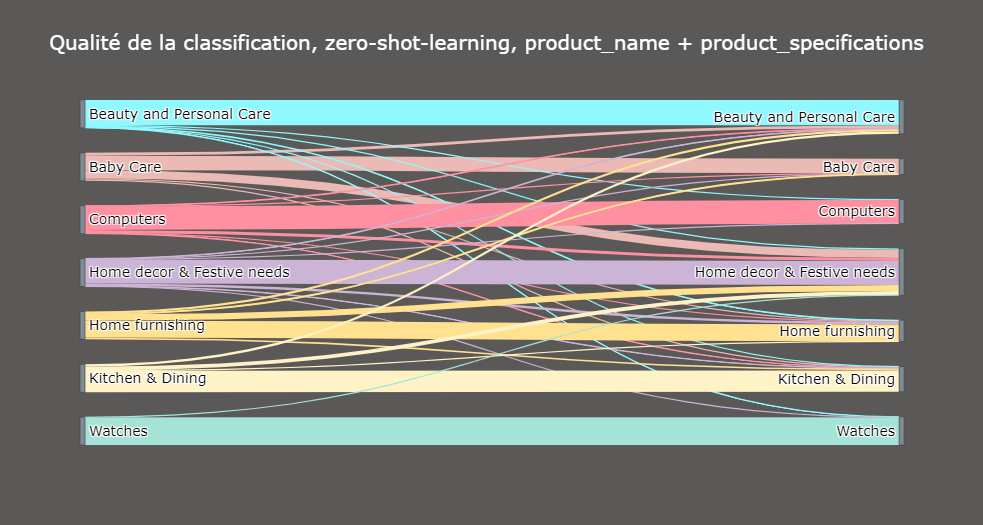 Qualité de la classification, zero-shot-learning, product_name + product_specifications
Beauty and Personal Care
Beauty and Personal Care
Baby Care
Baby Care
Computers
Computers
Home decor & Festive needs
Home decor & Festive needs
Home furnishing
Home furnishing
Kitchen & Dining
Kitchen & Dining
Watches
Watches